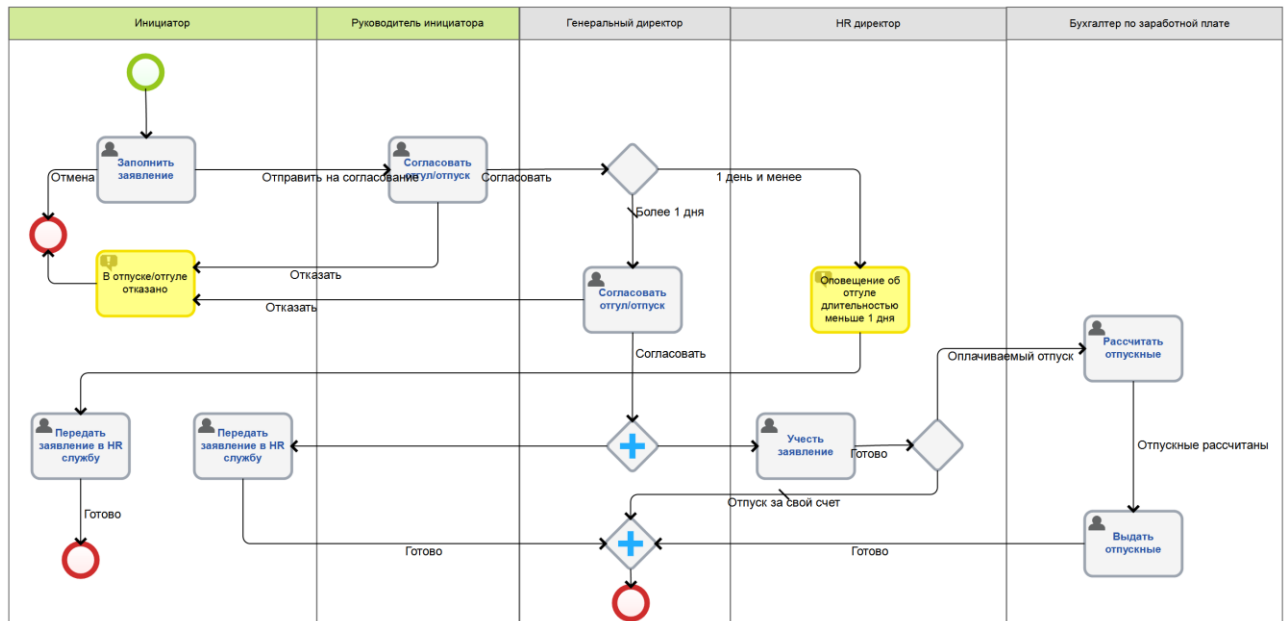 Инициатор
Руководитель инициатора
Генеральный директор
HR директор
Бухгалтер по заработной плате
Заполнить
заявление
Отмена
Отправить на согласование
Согласовать
отгул/отпуск
Согласовать
1 день и менее
Более 1 дня
В отпуске/отгуле
отказано
Отказать
Отказать
Согласовать
отгул/отпуск
Оповещение об
отгуле
длительностью
меньше 1 дня
Согласовать
Оплачиваемый отпуск
Рассчитать
отпускные
Передать
заявление в HR
службу
Передать
заявление в HR
службу
Учесть
заявление
Готово
Отпускные рассчитаны
Отпуск за свой счет
Готово
Готово
Готово
Выдать
отпускные